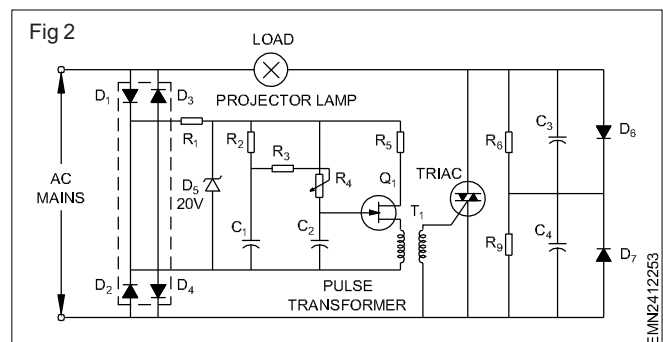 Fig 2
LOAD
PROJECTOR LAMP
D1
D3
R1
R2
R3
R4
R5
Q1
T1
TRIAC
R6
C3
D6
AC
MAINS
D5
20V
C1
C2
R9
C4
D7
D2
D4
PULSE
TRANSFORMER
EMN2412253